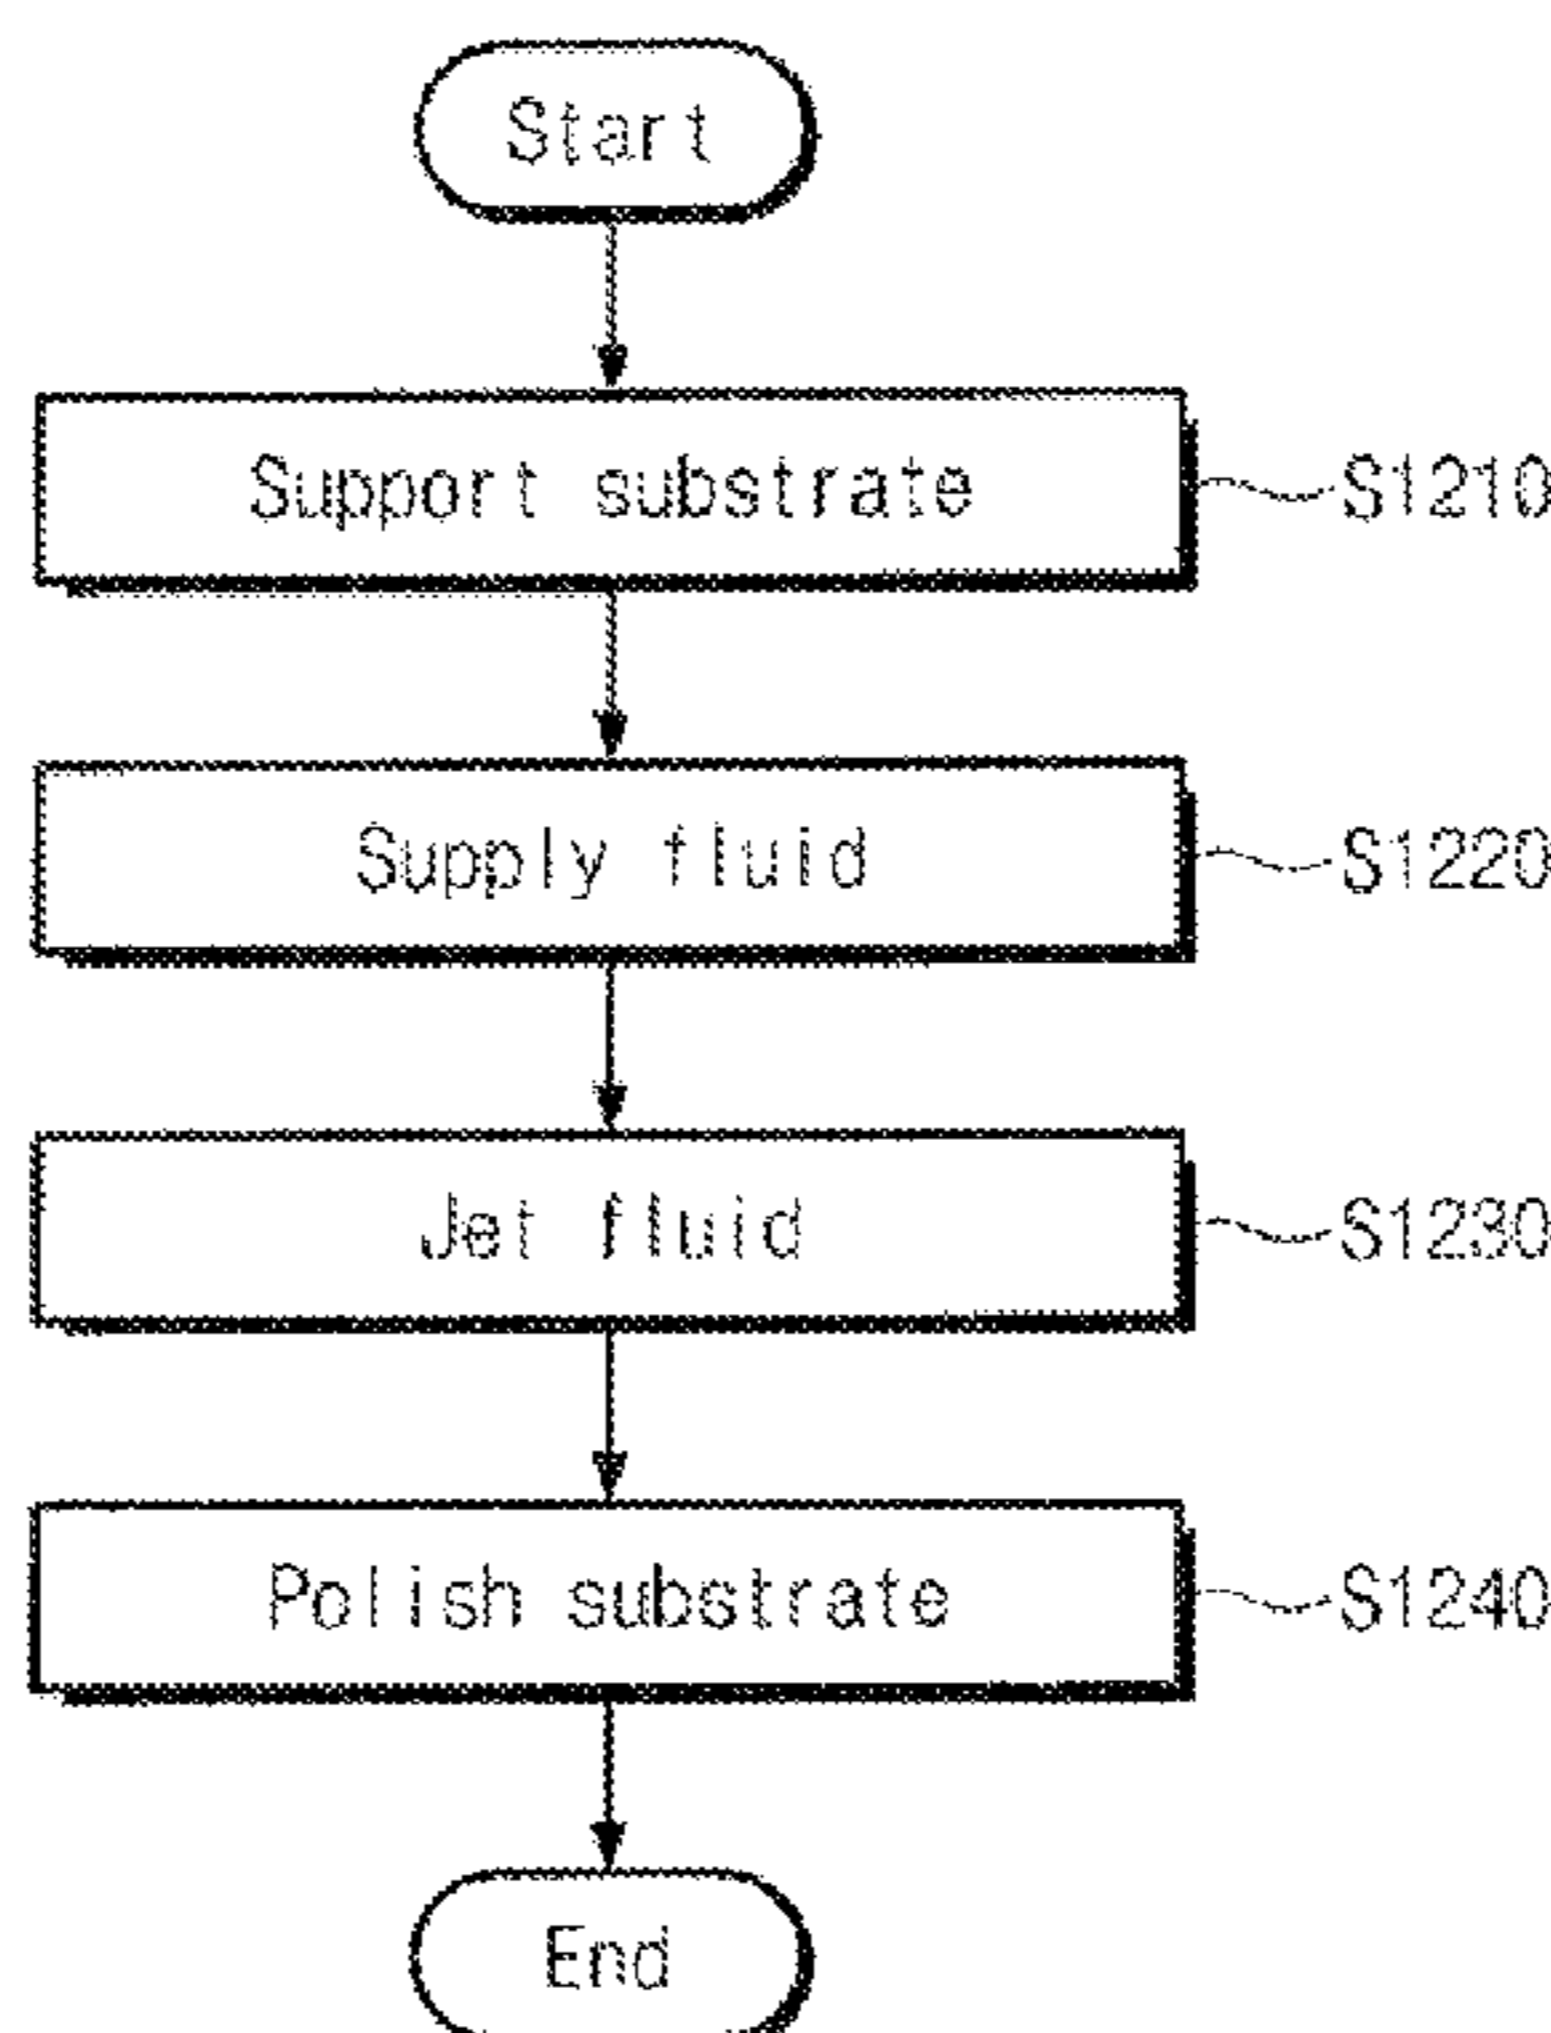 Start
Support substrate S1210
Supply fluid S1220
Jet fluid S1230
Polish substrate S1240
End